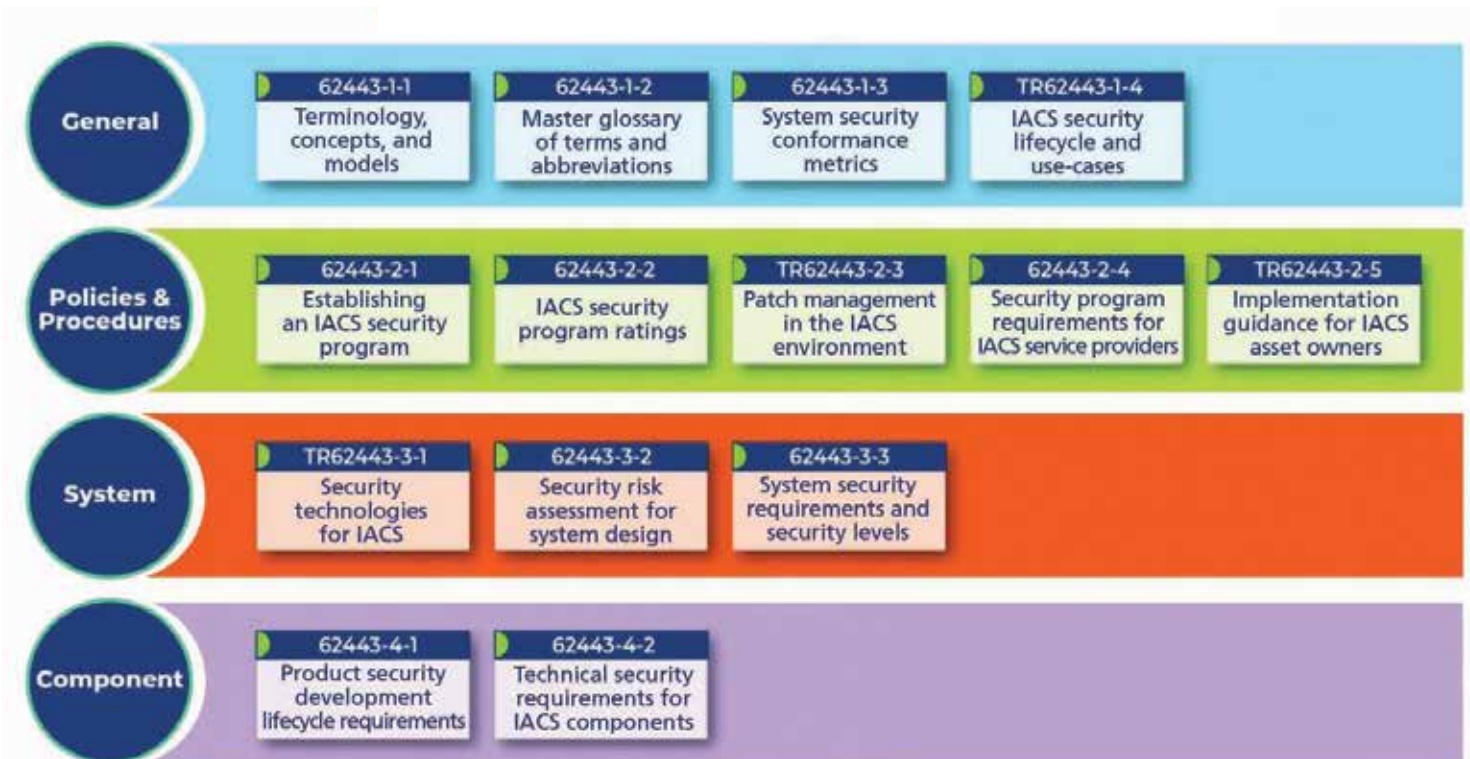 General
62443-1-1
Terminology,
concepts, and
models
62443-1-2
Master glossary
of terms and
abbreviations
62443-1-3
System security
conformance
metrics
TR62443-1-4
IACS security
lifecycle and
use-cases
Policies &
Procedures
62443-2-1
Establishing
an IACS security
program
62443-2-2
IACS security
program ratings
TR62443-2-3
Patch management
in the IACS
environment
62443-2-4
Security program
requirements for
IACS service providers
TR62443-2-5
Implementation
guidance for IACS
asset owners
System
TR62443-3-1
Security
technologies
for IACS
62443-3-2
Security risk
assessment for
system design
62443-3-3
System security
requirements and
security levels
Component
62443-4-1
Product security
development
lifecycle requirements
62443-4-2
Technical security
requirements for
IACS components